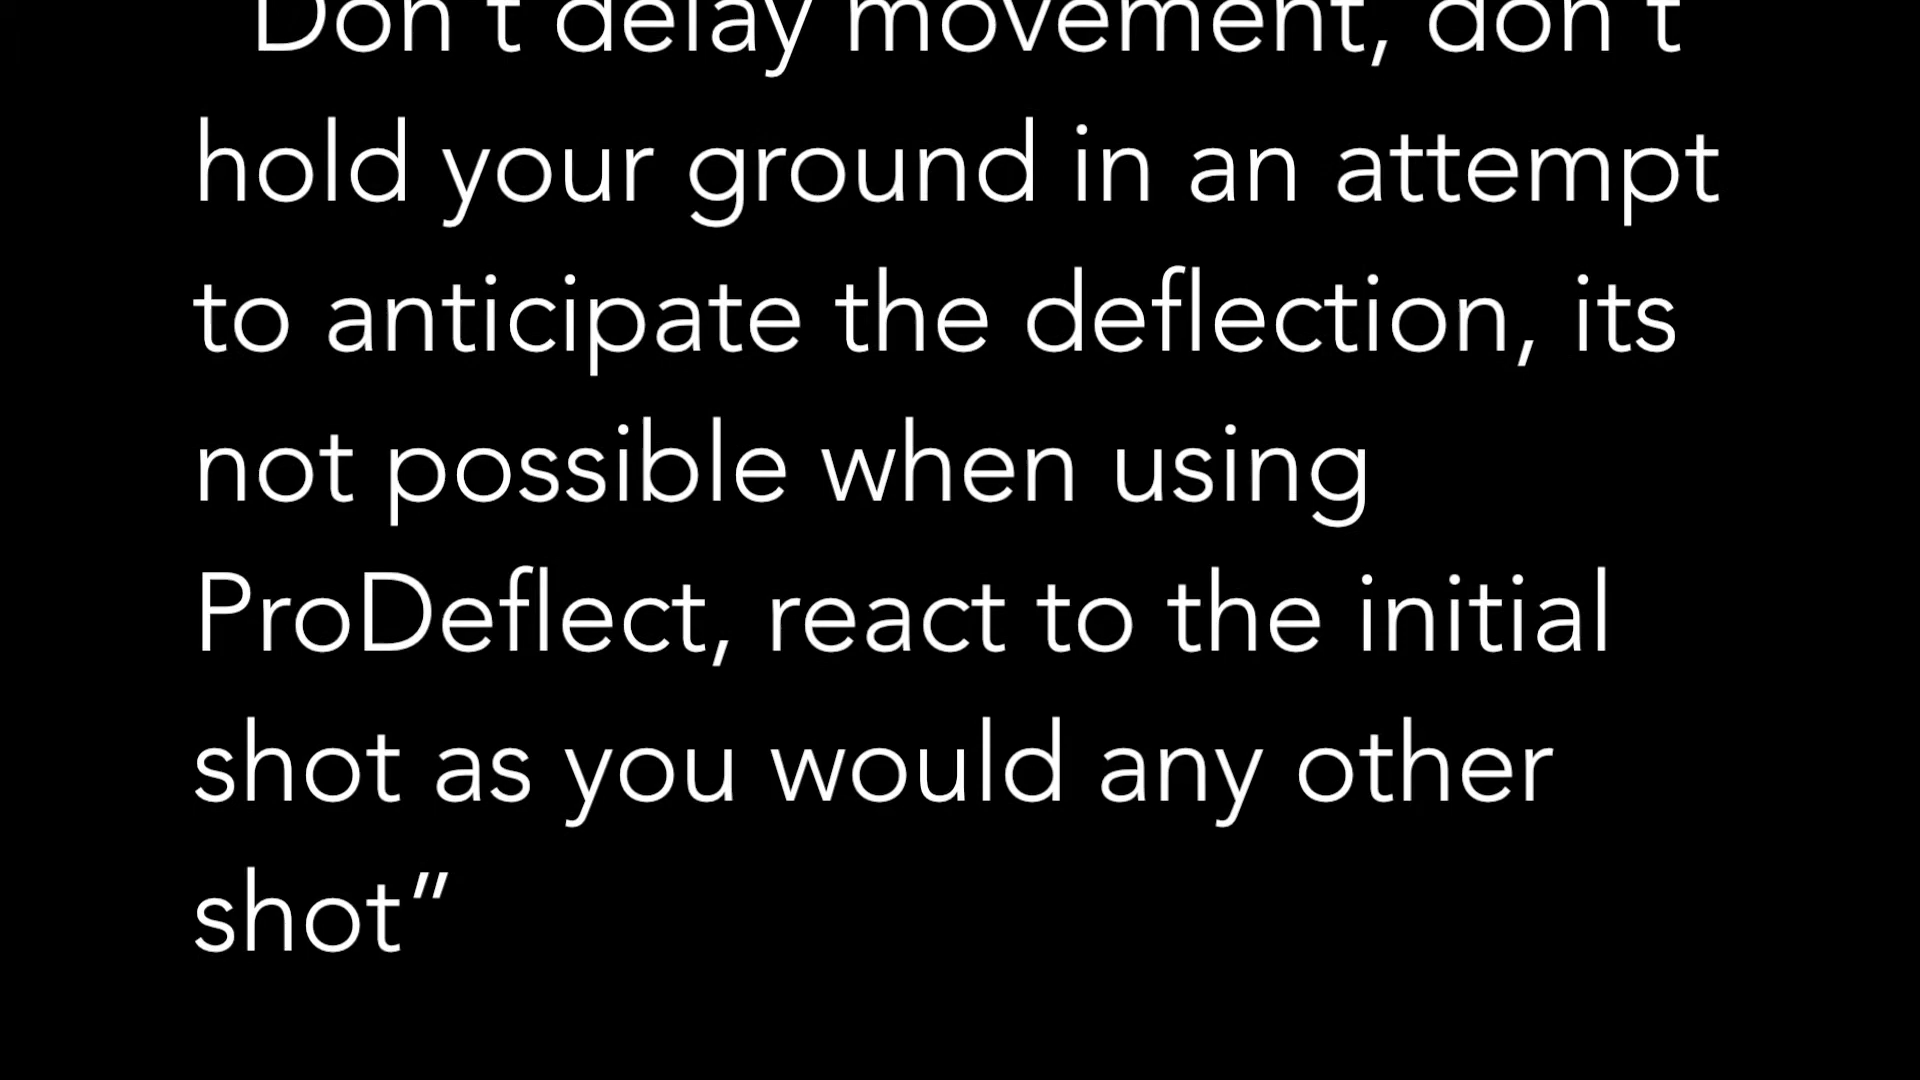 Don't delay movement, don't
hold your ground in an attempt
to anticipate the deflection, its
not possible when using
ProDeflect, react to the initial
shot as you would any other
shot”